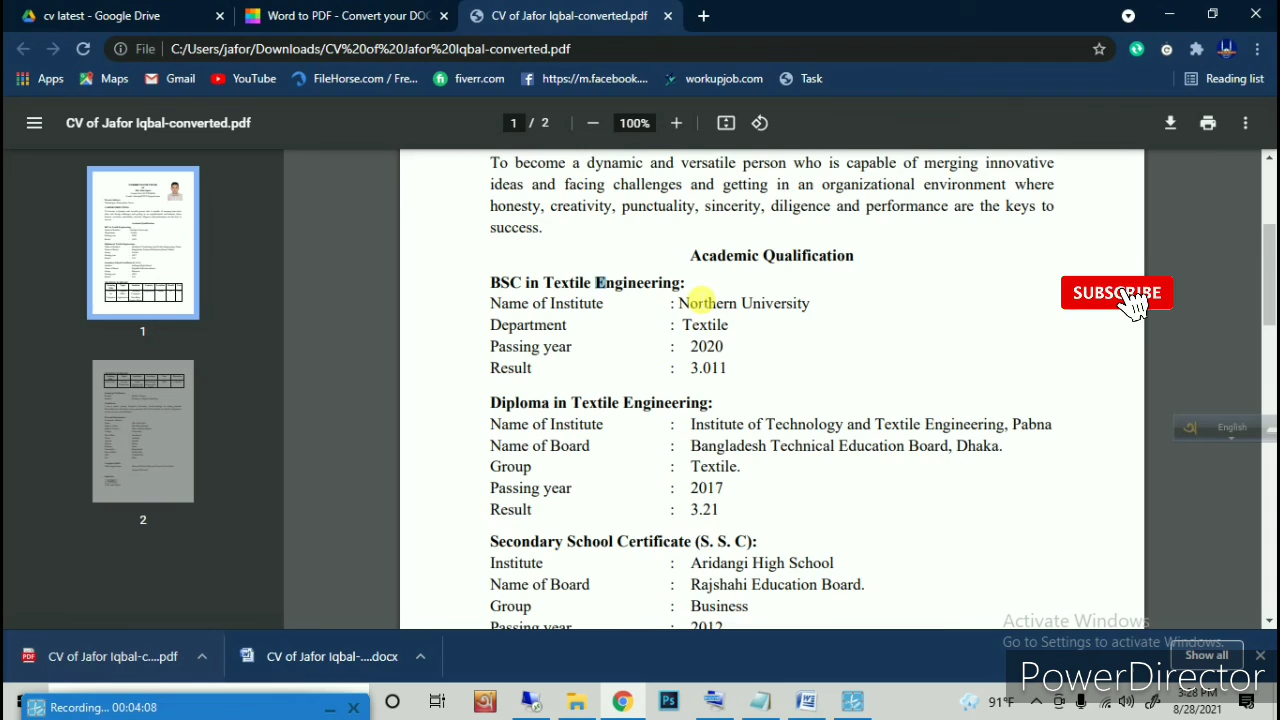 cv latest - Google Drive
Word to PDF - Convert your DOC
CV of Jafor Iqbal-converted.pdf
File
C:/Users/jafor/Downloads/CV%20of%20Jafor%20Iqbal-converted.pdf
Apps
Maps
Gmail
YouTube
FileHorse.com / Fre...
fiverr.com
https://m.facebook....
workupjob.com
Task
Reading list
CV of Jafor Iqbal-converted.pdf
1 / 2
100%
To become a dynamic and versatile person who is capable of merging innovative
ideas and facing challenges and getting in an organizational environment where
honesty, creativity, punctuality, sincerity, diligence and performance are the keys to
success.
Academic Qualification
BSC in Textile Engineering:
Name of Institute : Northern University
Department : Textile
Passing year : 2020
Result : 3.011
Diploma in Textile Engineering:
Name of Institute : Institute of Technology and Textile Engineering, Pabna
Name of Board : Bangladesh Technical Education Board, Dhaka.
Group : Textile.
Passing year : 2017
Result : 3.21
Secondary School Certificate (S. S. C):
Institute : Aridangi High School
Name of Board : Rajshahi Education Board.
Group : Business
Passing year : 2012
1
2
SUBSCRIBE
English
Activate Windows
Go to Settings to activate Windows.
CV of Jafor Iqbal-c....pdf
CV of Jafor Iqbal-....docx
Show all
PowerDirector
Recording... 00:04:08
91°F
3:28 PM
8/28/2021